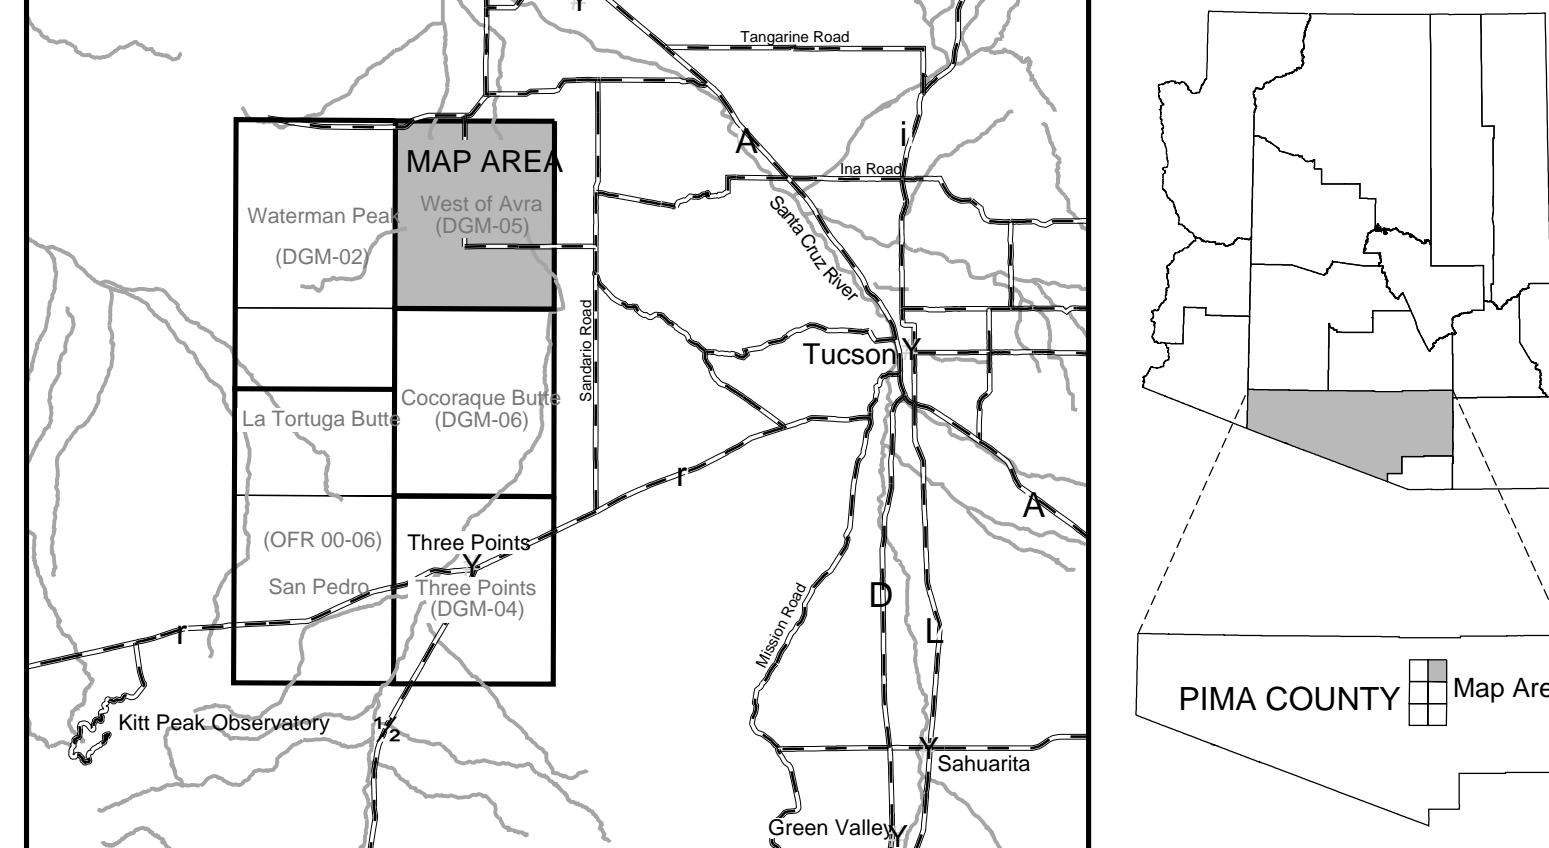 Tangarine Road
A
i
MAP AREA
Ina Road
West of Avra
(DGM-05)
Waterman Peak
(DGM-02)
Santa Cruz River
Sandario Road
Tucson
Y
Cocoraque Butte
(DGM-06)
La Tortuga Butte
r
A
(OFR 00-06)
Three Points
Y
San Pedro
Three Points
(DGM-04)
D
Mission Road
r
L
PIMA COUNTY
Map Are
Kitt Peak Observatory
1/2
Y
Sahuarita
Green Valley
Y